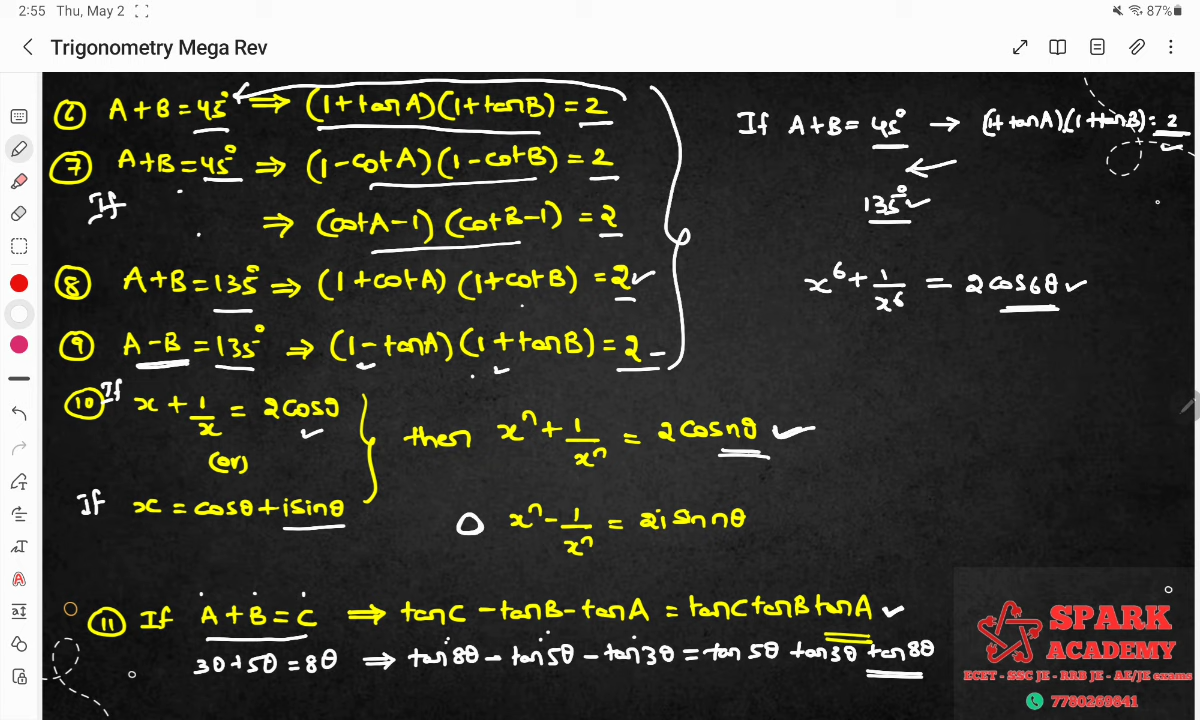 2:55 Thu, May 2 87%
Trigonometry Mega Rev
⑥ A+B = 45° ⇒ (1+tanA)(1+tanB) = 2
⑦ A+B = 45° ⇒ (1-cotA)(1-cotB) = 2
If
⇒ (cotA-1)(cotB-1) = 2
⑧ A+B = 135° ⇒ (1+cotA)(1+cotB) = 2 ✓
⑨ A-B = 135° ⇒ (1-tanA)(1+tanB) = 2
If A+B = 45° → (1+tanA)(1+tanB) = 2
135° ✓
x⁶ + 1/x⁶ = 2cos6θ ✓
⑩ If x + 1/x = 2cosθ
(or)
If x = cosθ + isinθ
then xⁿ + 1/xⁿ = 2cosnθ ✓
xⁿ - 1/xⁿ = 2i sin nθ
⑪ If A+B = C ⇒ tanC - tanB - tanA = tanC tanB tanA ✓
3θ+5θ = 8θ ⇒ tan8θ - tan5θ - tan3θ = tan5θ tan3θ tan8θ
SPARK
ACADEMY
ECET - SSC JE - RRB JE - AE/JE exams
7780269841